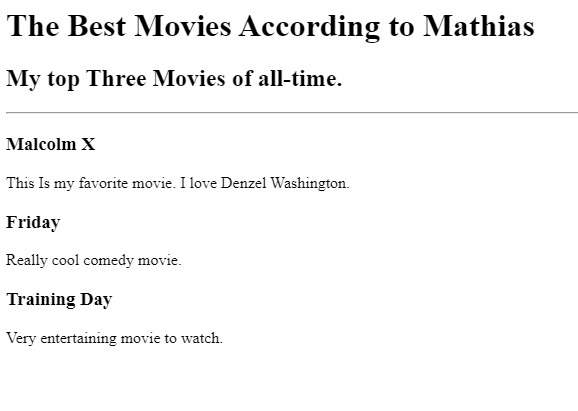 The Best Movies According to Mathias
My top Three Movies of all-time.
Malcolm X
This Is my favorite movie. I love Denzel Washington.
Friday
Really cool comedy movie.
Training Day
Very entertaining movie to watch.